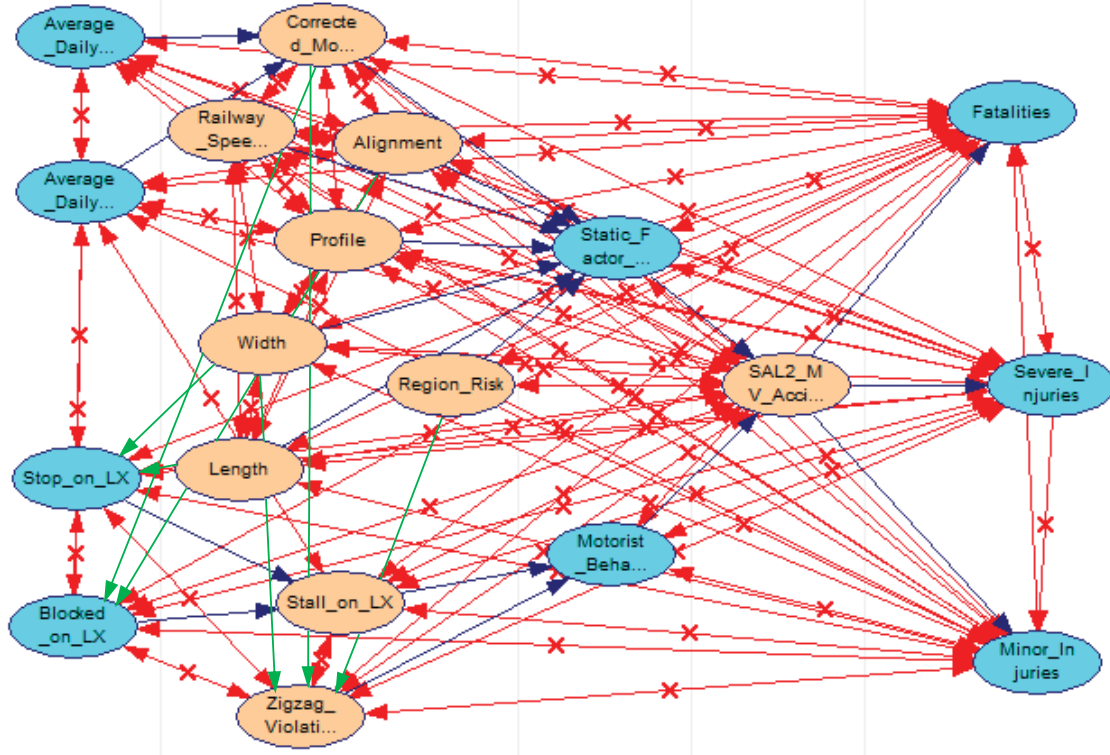 Average
_Daily...
Correcte
d_Mo...
Railway
_Spee...
Alignment
Fatalities
Average
_Daily...
Profile
Static_F
actor_...
Width
Region_Risk
SAL2_M
V_Acci...
Severe_I
njuries
Stop_on_LX
Length
Motorist
_Beha...
Blocked
_on_LX
Stall_on_LX
Minor_In
juries
Zigzag_
Violati...